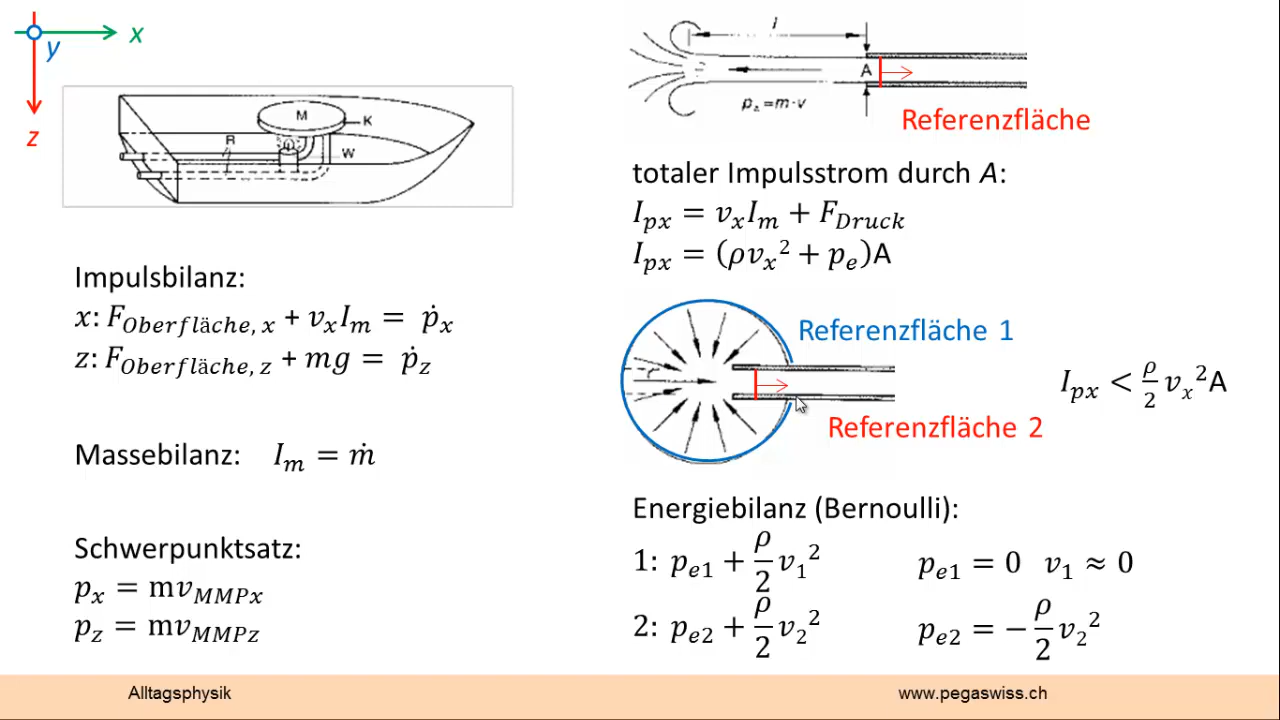 x
y
z
M
K
R
W
Impulsbilanz:
x: F_Oberfläche, x + v_x I_m = ṗ_x
z: F_Oberfläche, z + mg = ṗ_z
Massebilanz: I_m = ṁ
Schwerpunktsatz:
p_x = mv_MMPx
p_z = mv_MMPz
l
A
p_A = m · v
Referenzfläche
totaler Impulsstrom durch A:
I_px = v_x I_m + F_Druck
I_px = (ρv_x² + p_e)A
Referenzfläche 1
r
Referenzfläche 2
I_px < ρ/2 v_x² A
Energiebilanz (Bernoulli):
1: p_e1 + ρ/2 v_1² p_e1 = 0 v_1 ≈ 0
2: p_e2 + ρ/2 v_2² p_e2 = −ρ/2 v_2²
Alltagsphysik
www.pegaswiss.ch